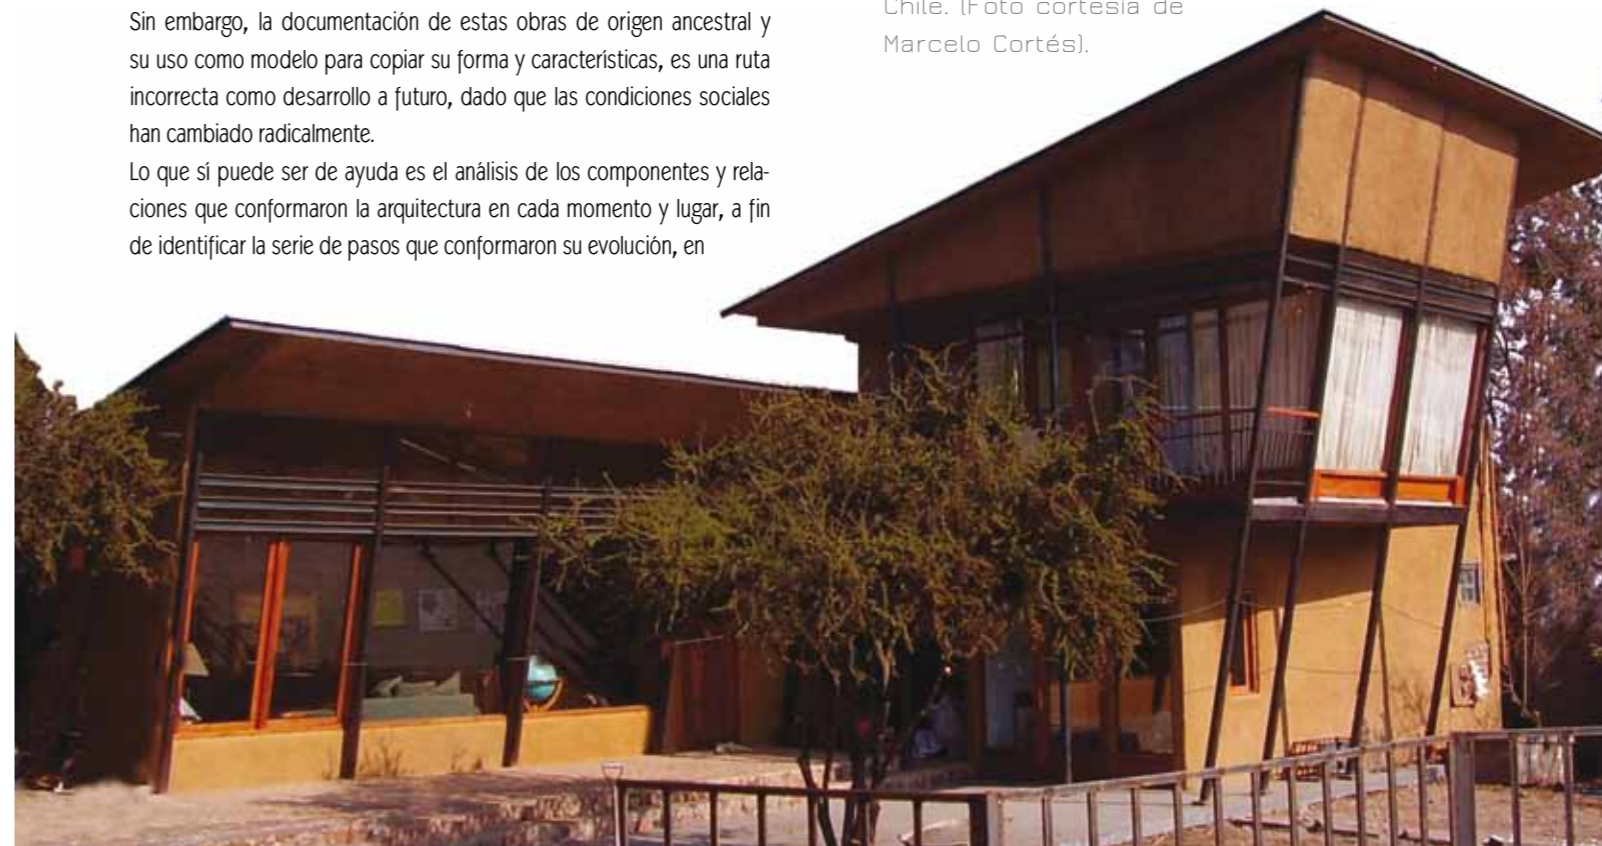 Sin embargo, la documentación de estas obras de origen ancestral y
su uso como modelo para copiar su forma y características, es una ruta
incorrecta como desarrollo a futuro, dado que las condiciones sociales
han cambiado radicalmente.
Lo que sí puede ser de ayuda es el análisis de los componentes y rela-
ciones que conformaron la arquitectura en cada momento y lugar, a fin
de identificar la serie de pasos que conformaron su evolución, en
Chile. (Foto cortesía de
Marcelo Cortés).